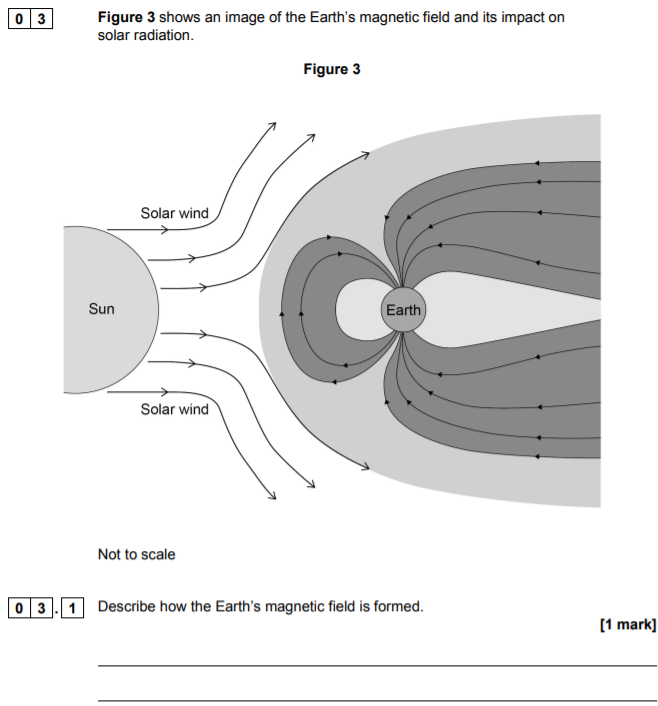 0 3 Figure 3 shows an image of the Earth's magnetic field and its impact on
solar radiation.
Figure 3
Solar wind
Sun
Earth
Solar wind
Not to scale
0 3 . 1 Describe how the Earth's magnetic field is formed.
[1 mark]